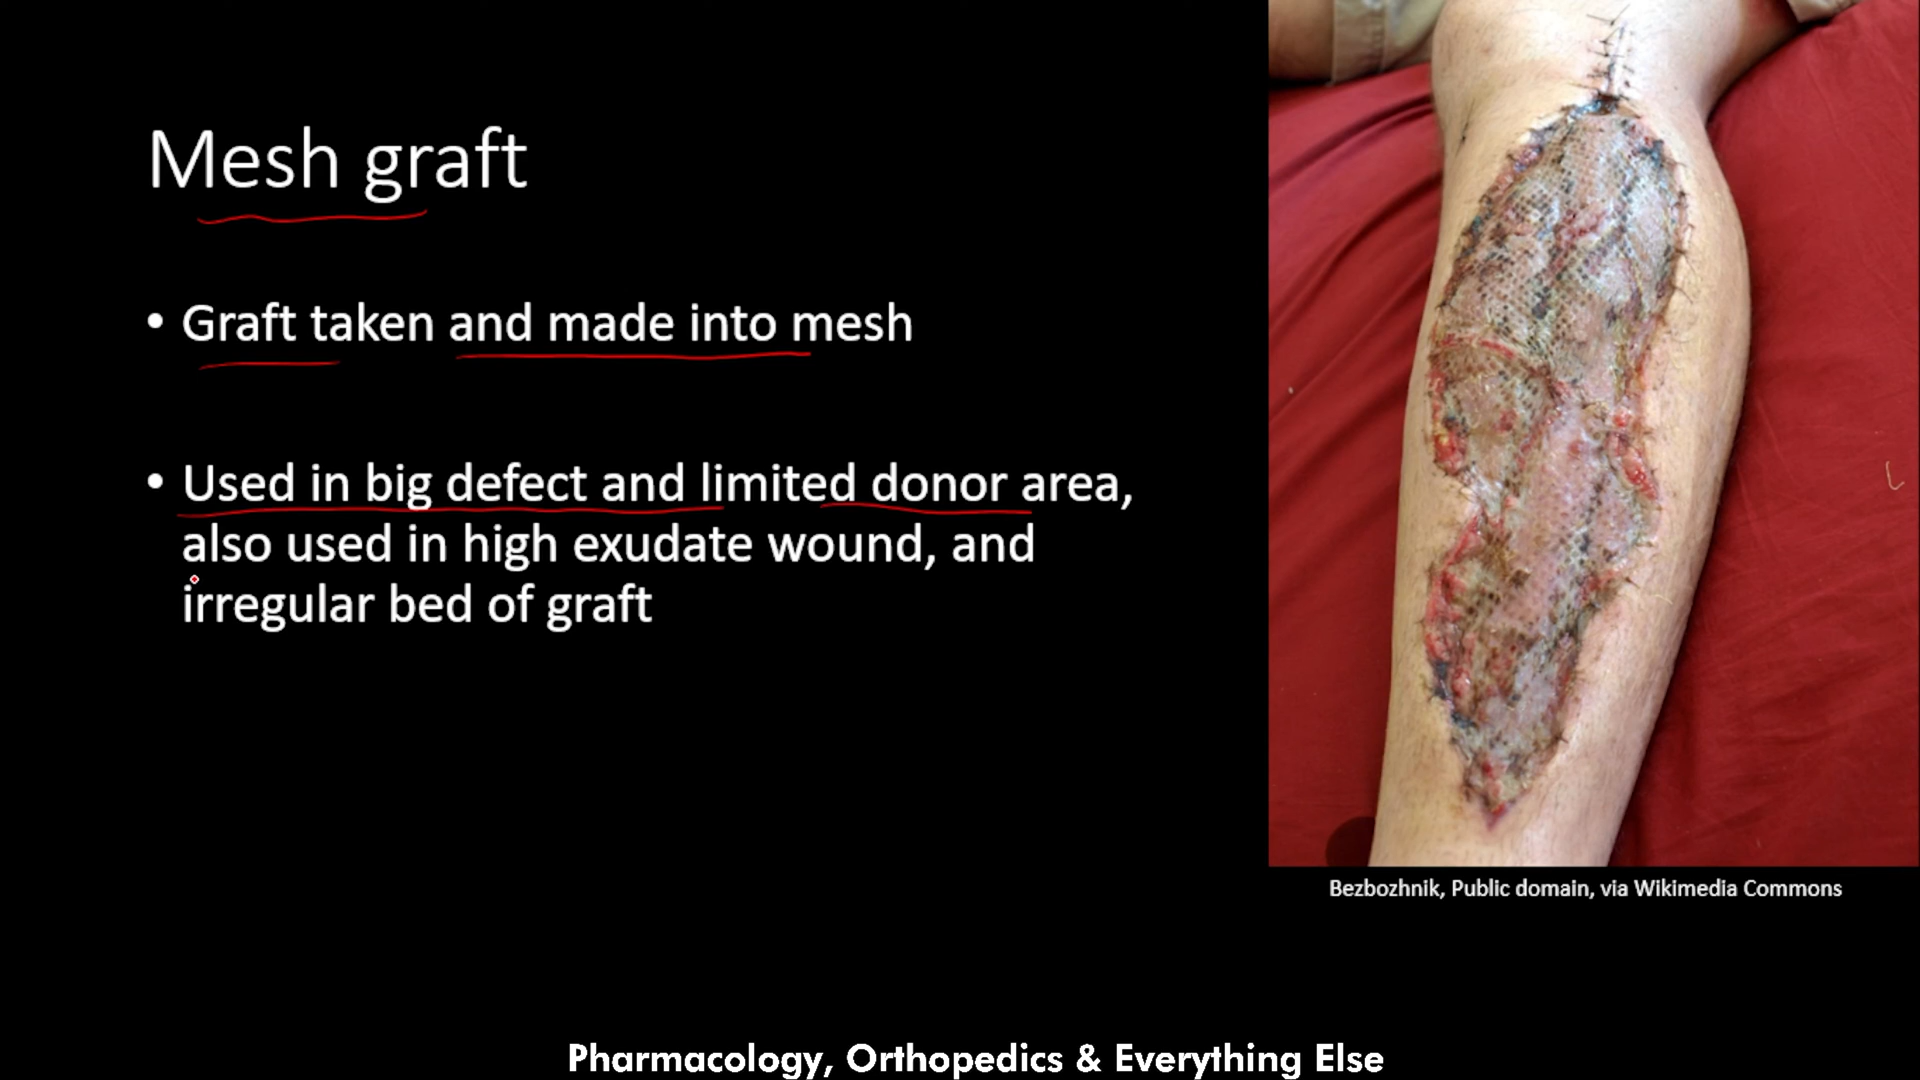 Mesh graft
• Graft taken and made into mesh
• Used in big defect and limited donor area,
also used in high exudate wound, and
irregular bed of graft
Bezbozhnik, Public domain, via Wikimedia Commons
Pharmacology, Orthopedics & Everything Else